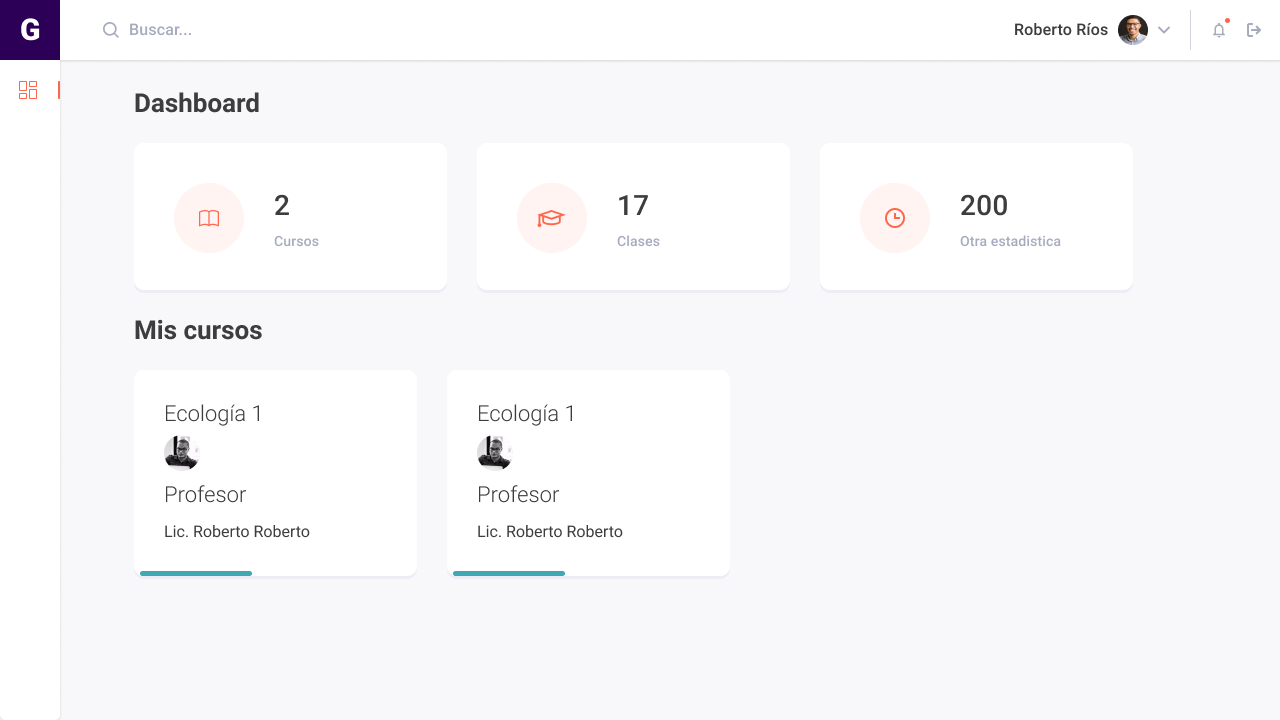 G
Buscar...
Roberto Ríos
Dashboard
2
Cursos
17
Clases
200
Otra estadistica
Mis cursos
Ecología 1
Profesor
Lic. Roberto Roberto
Ecología 1
Profesor
Lic. Roberto Roberto